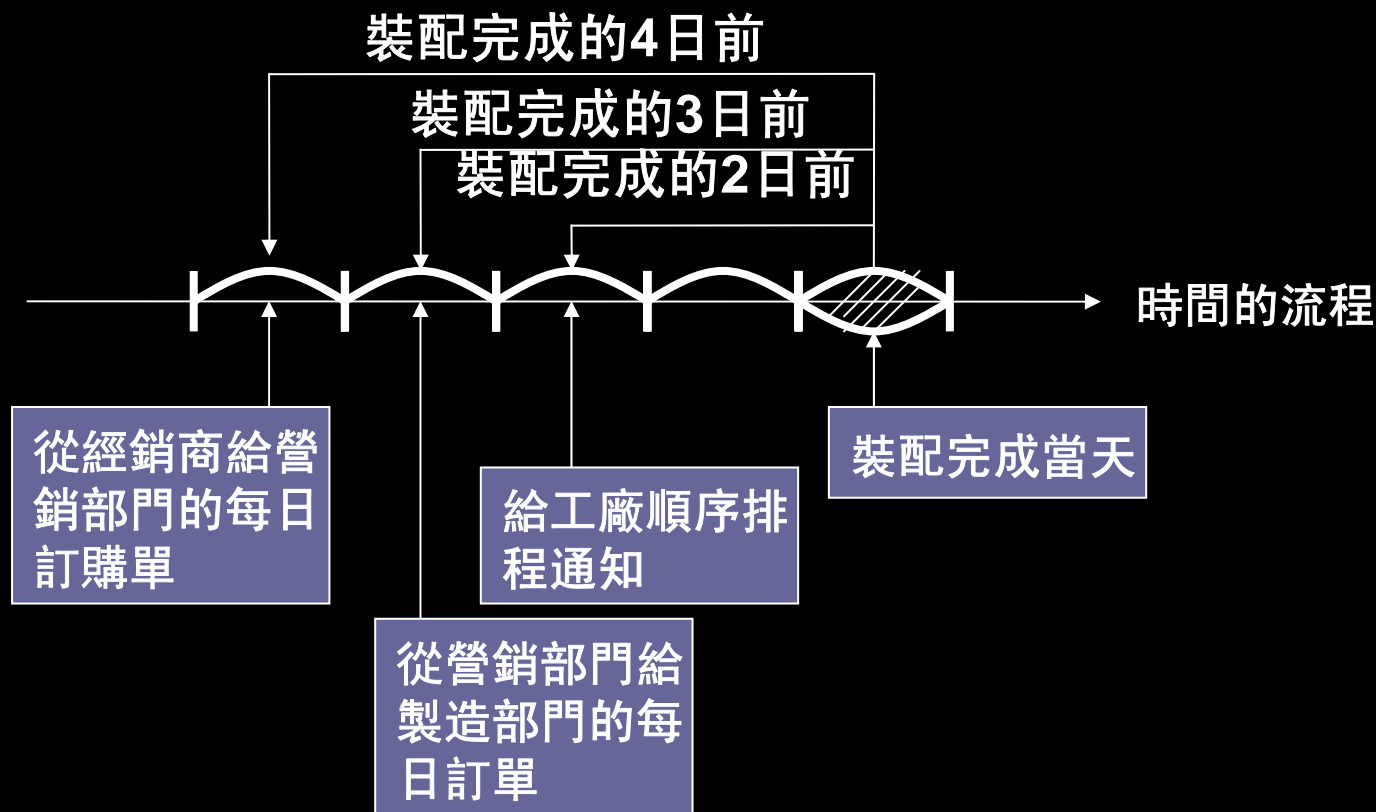 裝配完成的4日前
裝配完成的3日前
裝配完成的2日前
時間的流程
從經銷商給營
銷部門的每日
訂購單
給工廠順序排
程通知
裝配完成當天
從營銷部門給
製造部門的每
日訂單